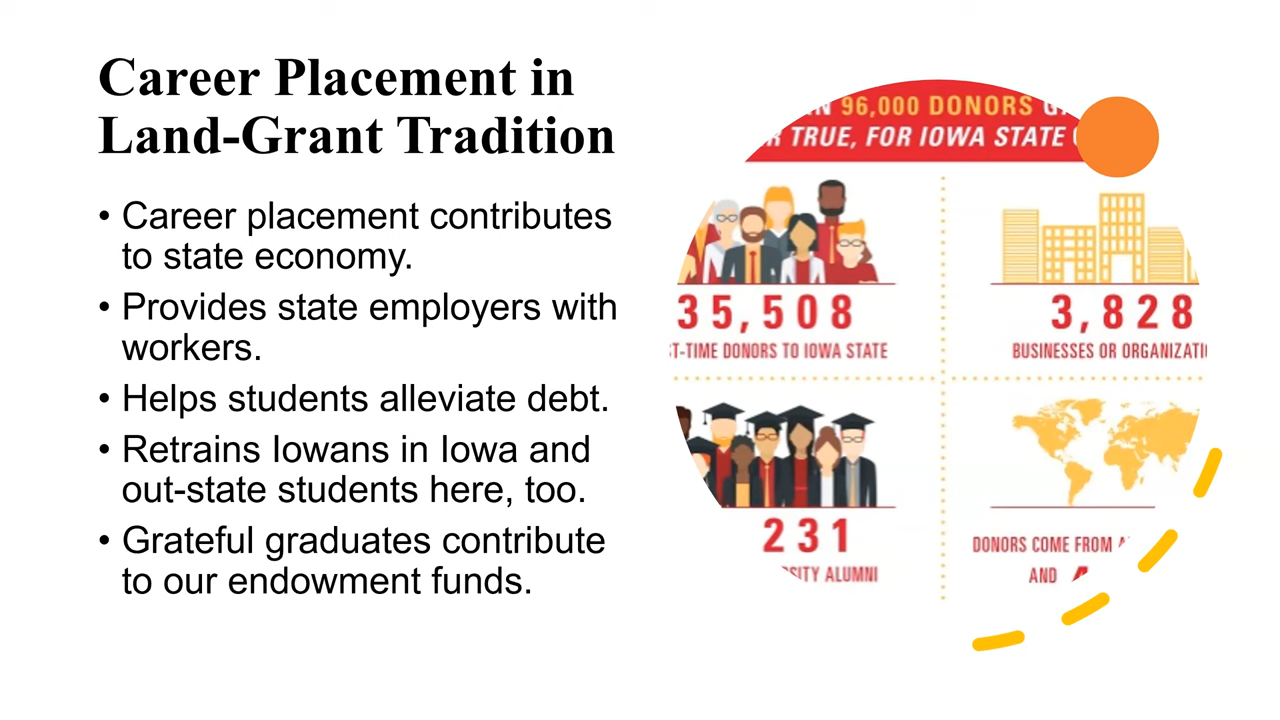 Career Placement in
Land-Grant Tradition
• Career placement contributes
to state economy.
• Provides state employers with
workers.
• Helps students alleviate debt.
• Retrains Iowans in Iowa and
out-state students here, too.
• Grateful graduates contribute
to our endowment funds.
96,000 DONORS
TRUE, FOR IOWA STATE
35,508
T-TIME DONORS TO IOWA STATE
3,828
BUSINESSES OR ORGANIZATI
231
SITY ALUMNI
DONORS COME FROM
AND